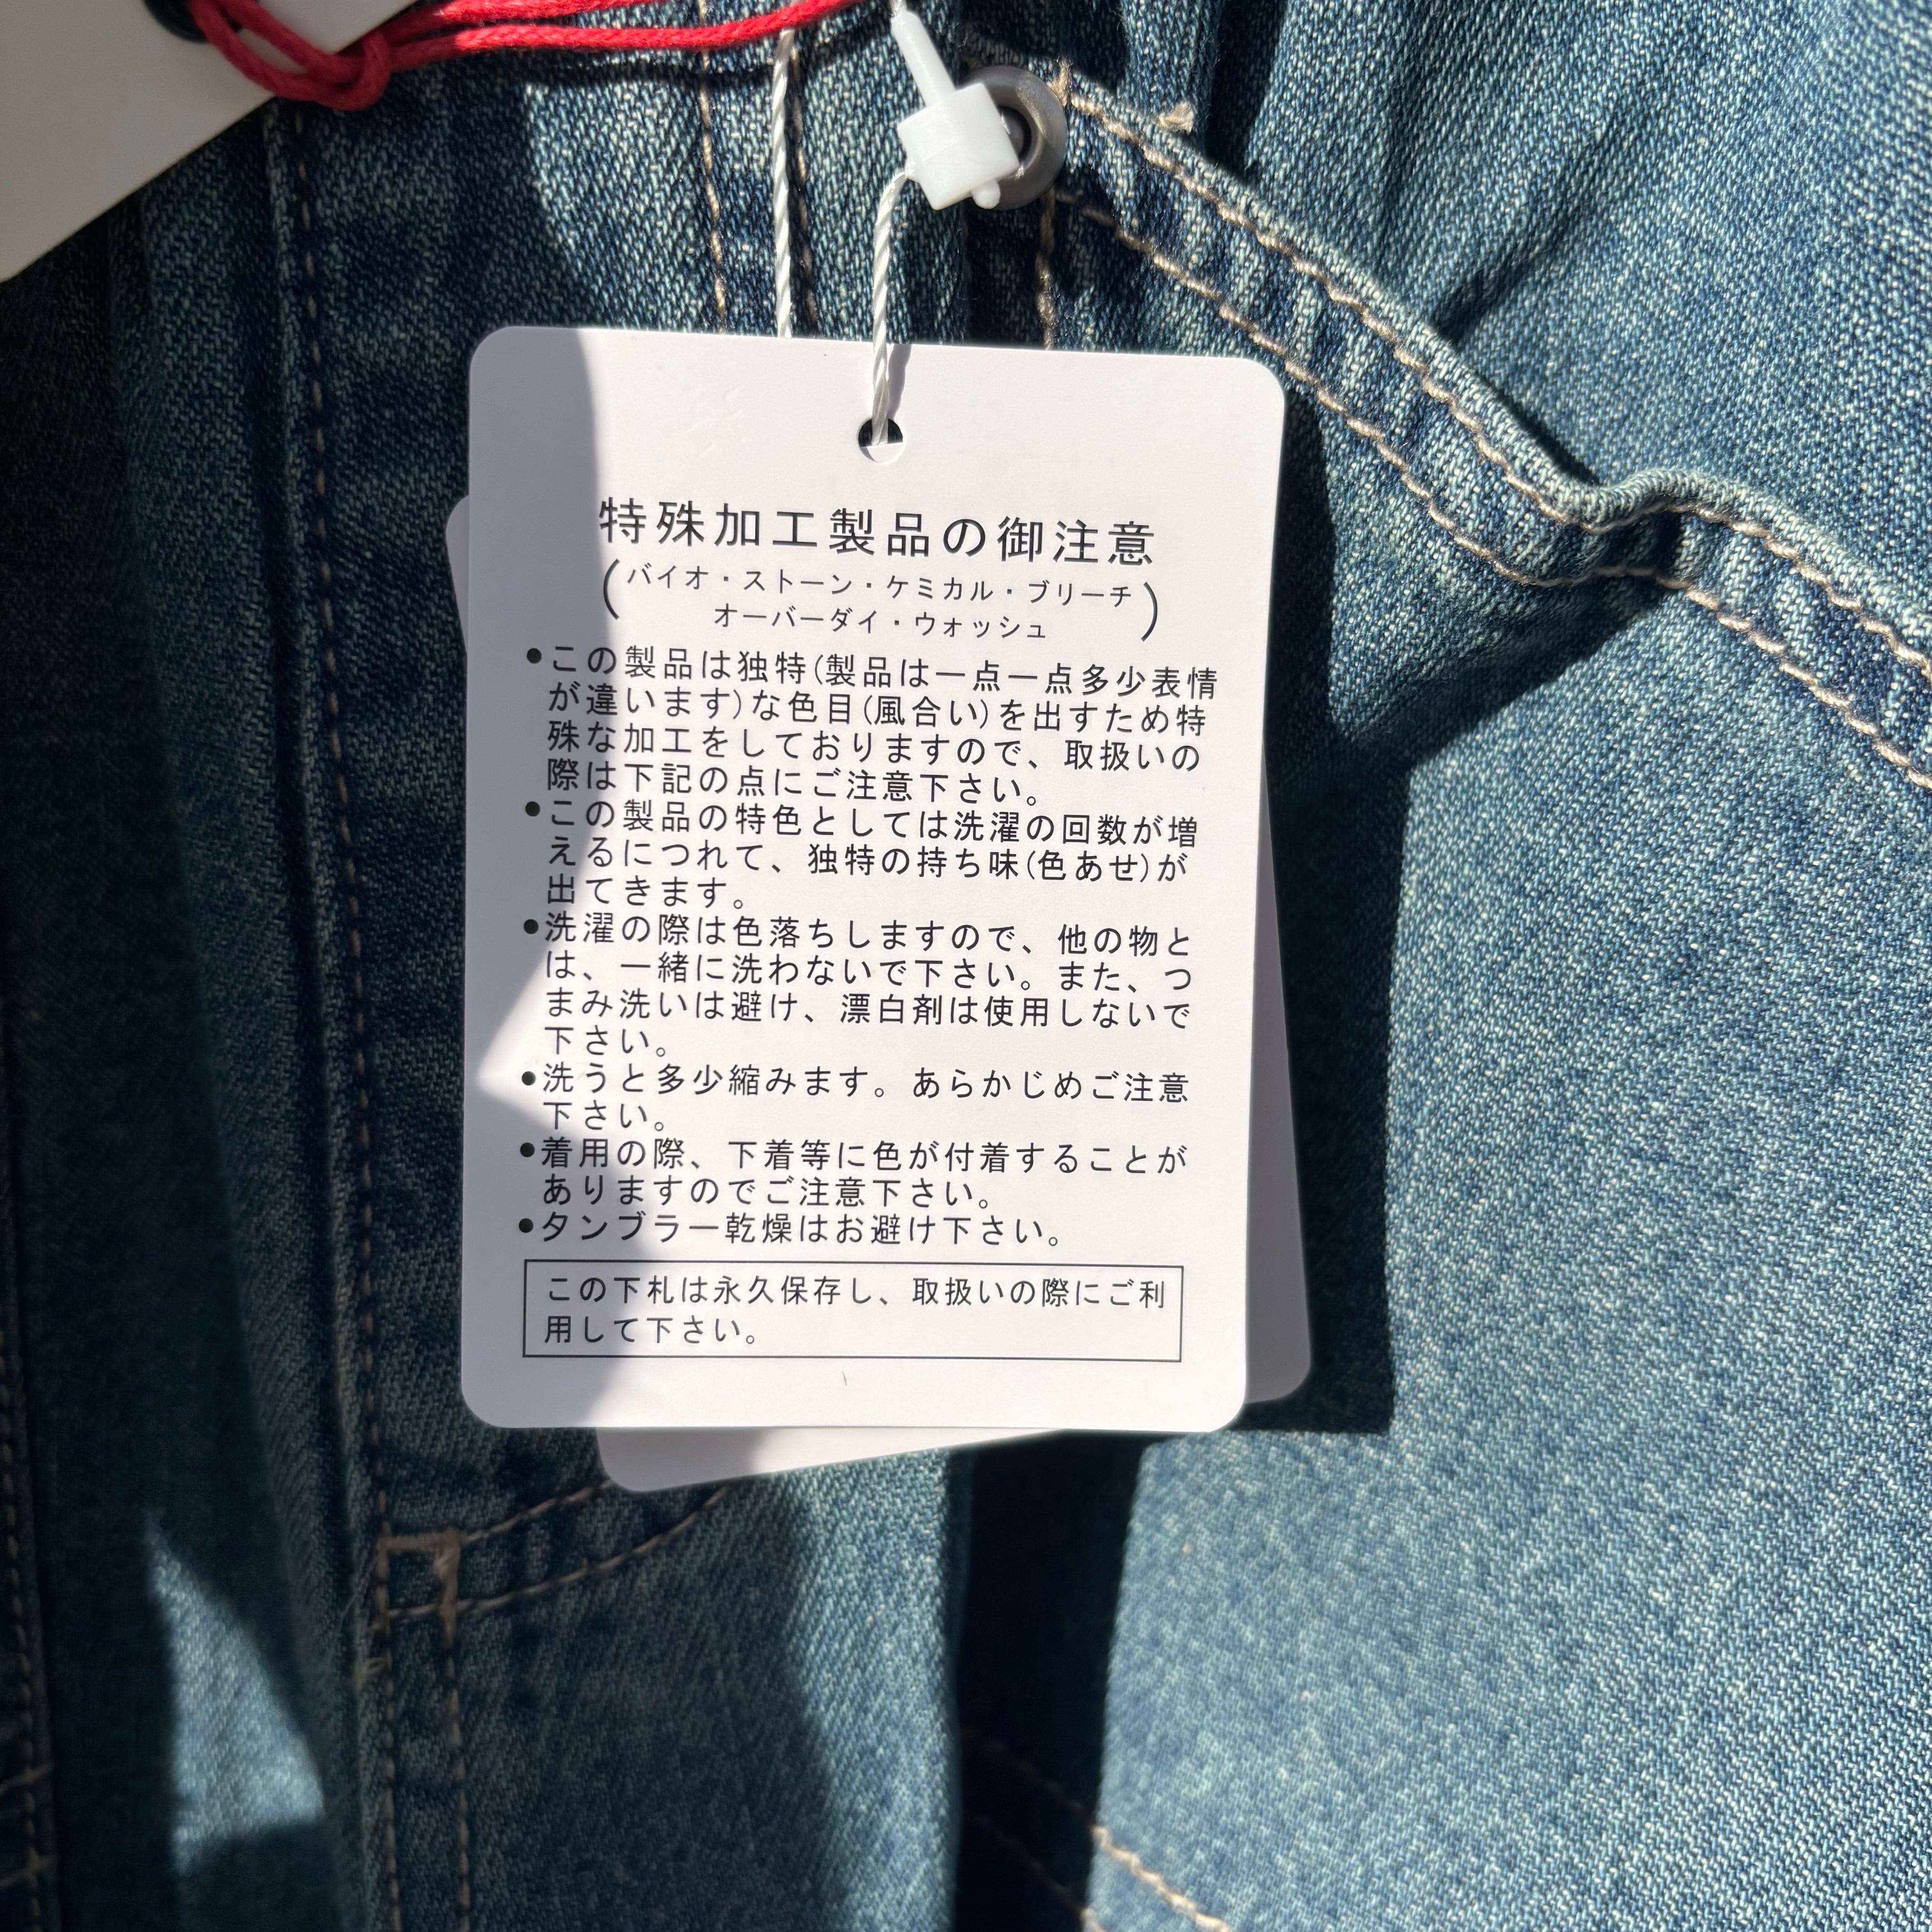 特殊加工製品の御注意
(バイオ・ストーン・ケミカル・ブリーチ
オーバーダイ・ウォッシュ)
●この製品は独特(製品は一点一点多少表情
が違います)な色目(風合い)を出すため特
殊な加工をしておりますので、取扱いの
際は下記の点にご注意下さい。
●この製品の特色としては洗濯の回数が増
えるにつれて、独特の持ち味(色あせ)が
出てきます。
●洗濯の際は色落ちしますので、他の物と
は、一緒に洗わないで下さい。また、つ
まみ洗いは避け、漂白剤は使用しないで
下さい。
●洗うと多少縮みます。あらかじめご注意
下さい。
●着用の際、下着等に色が付着することが
ありますのでご注意下さい。
●タンブラー乾燥はお避け下さい。
この下札は永久保存し、取扱いの際にご利
用して下さい。